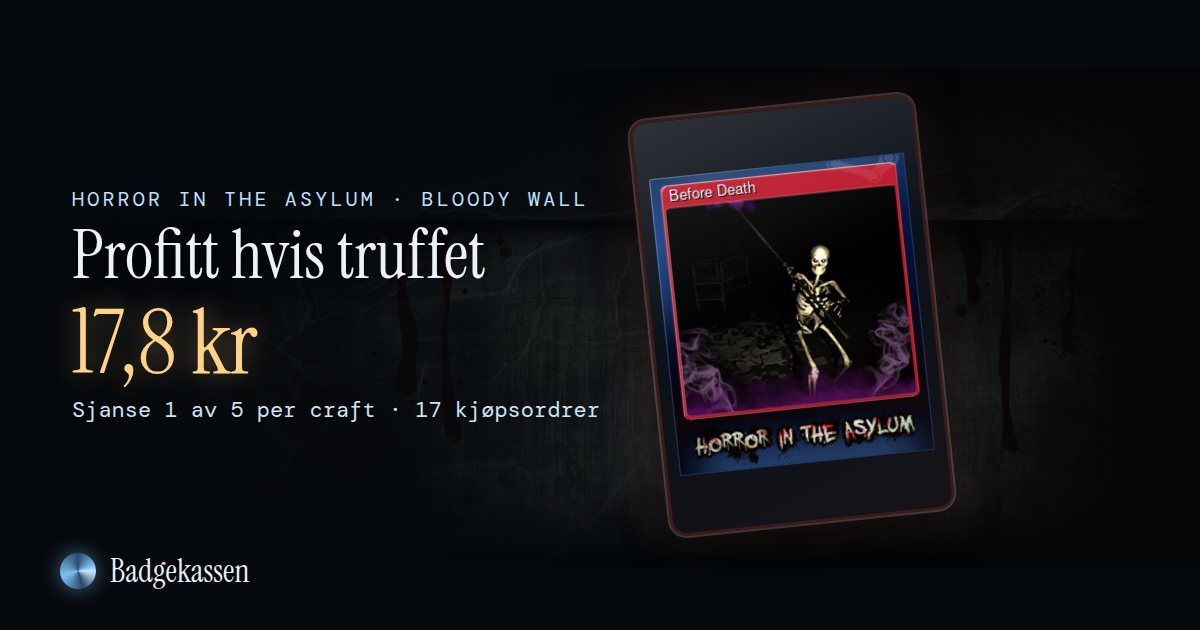 HORROR IN THE ASYLUM · BLOODY WALL
Profitt hvis truffet
17,8 kr
Sjanse 1 av 5 per craft · 17 kjøpsordrer
Before Death
HORROR IN THE ASYLUM
Badgekassen